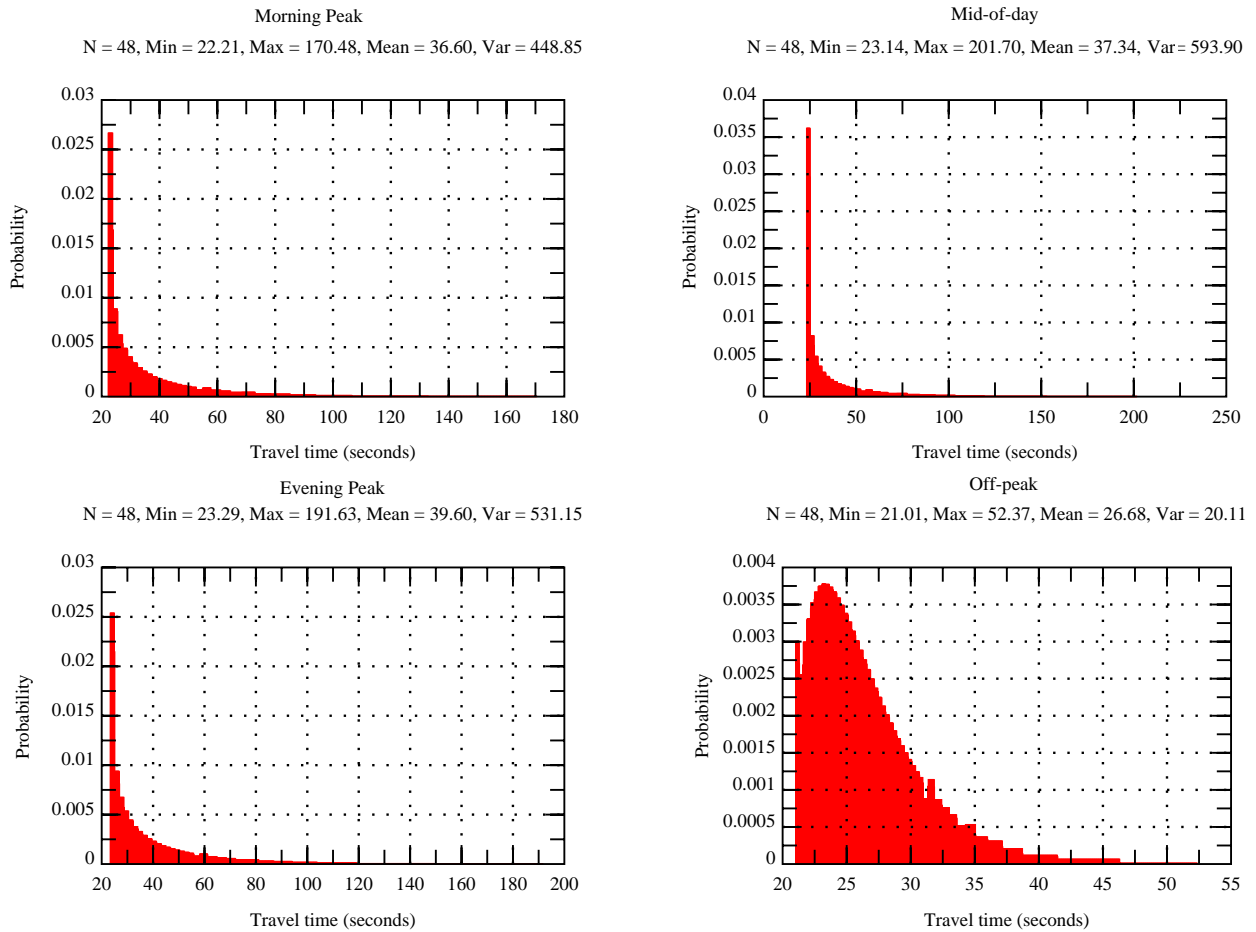 Morning Peak
N = 48, Min = 22.21, Max = 170.48, Mean = 36.60, Var = 448.85
0.03
0.025
0.02
0.015
0.01
0.005
0
Probability
20 40 60 80 100 120 140 160 180
Travel time (seconds)
Mid-of-day
N = 48, Min = 23.14, Max = 201.70, Mean = 37.34, Var = 593.90
0.04
0.035
0.03
0.025
0.02
0.015
0.01
0.005
0
Probability
0 50 100 150 200 250
Travel time (seconds)
Evening Peak
N = 48, Min = 23.29, Max = 191.63, Mean = 39.60, Var = 531.15
0.03
0.025
0.02
0.015
0.01
0.005
0
Probability
20 40 60 80 100 120 140 160 180 200
Travel time (seconds)
Off-peak
N = 48, Min = 21.01, Max = 52.37, Mean = 26.68, Var = 20.11
0.004
0.0035
0.003
0.0025
0.002
0.0015
0.001
0.0005
0
Probability
20 25 30 35 40 45 50 55
Travel time (seconds)